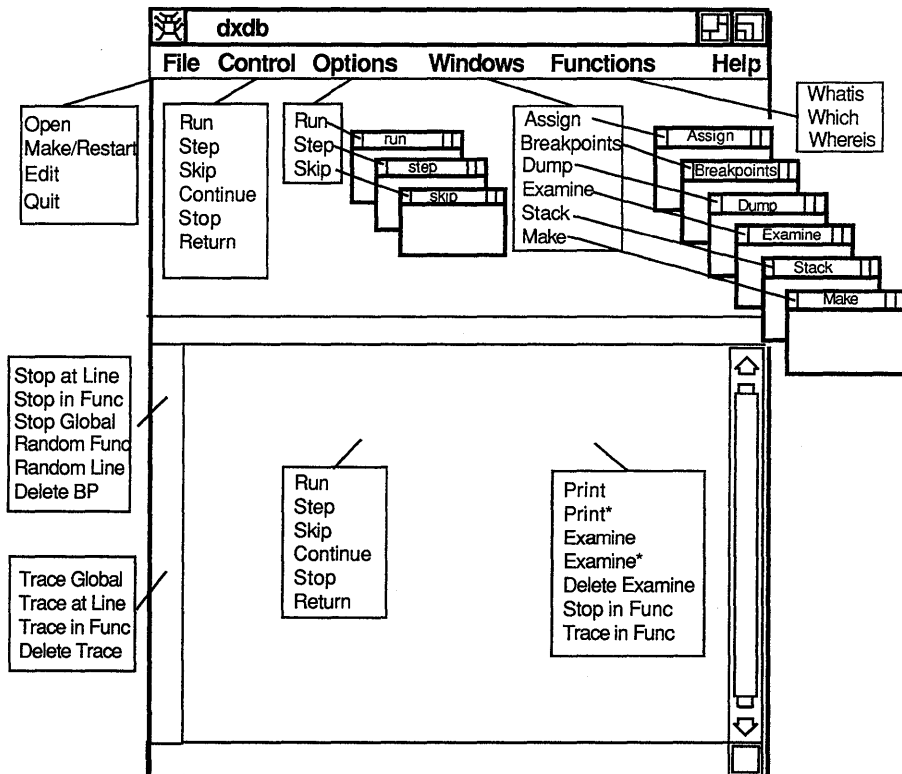 dxdb
File Control Options Windows Functions Help
Open
Make/Restart
Edit
Quit
Run
Step
Skip
Continue
Stop
Return
Run
Step
Skip
run
step
skip
Assign
Breakpoints
Dump
Examine
Stack
Make
Assign
Breakpoints
Dump
Examine
Stack
Make
Whatis
Which
Whereis
Stop at Line
Stop in Func
Stop Global
Random Func
Random Line
Delete BP
Trace Global
Trace at Line
Trace in Func
Delete Trace
Run
Step
Skip
Continue
Stop
Return
Print
Print*
Examine
Examine*
Delete Examine
Stop in Func
Trace in Func